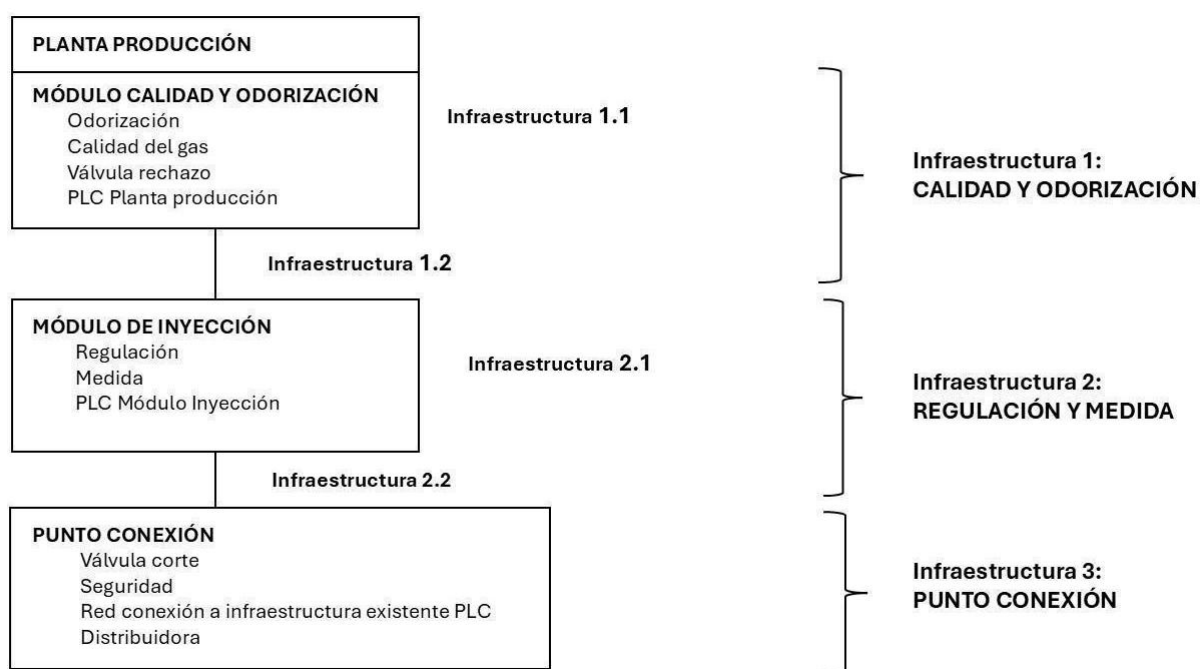 PLANTA PRODUCCIÓN
MÓDULO CALIDAD Y ODORIZACIÓN
Odorización
Calidad del gas
Válvula rechazo
PLC Planta producción
Infraestructura 1.1
Infraestructura 1:
CALIDAD Y ODORIZACIÓN
Infraestructura 1.2
MÓDULO DE INYECCIÓN
Regulación
Medida
PLC Módulo Inyección
Infraestructura 2.1
Infraestructura 2:
REGULACIÓN Y MEDIDA
Infraestructura 2.2
PUNTO CONEXIÓN
Válvula corte
Seguridad
Red conexión a infraestructura existente PLC
Distribuidora
Infraestructura 3:
PUNTO CONEXIÓN